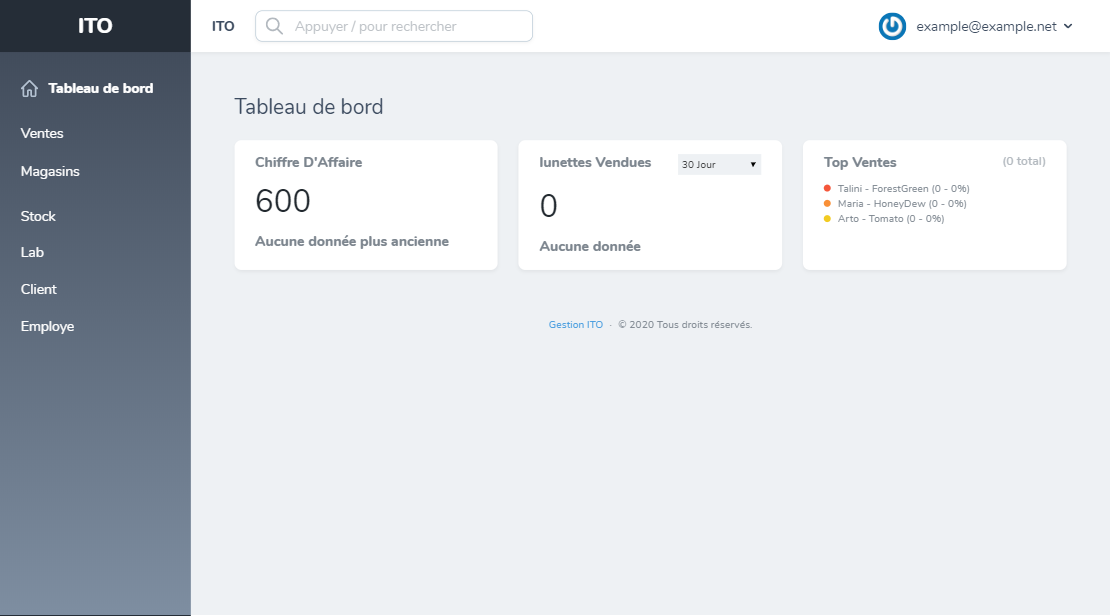 ITO
ITO
Appuyer / pour rechercher
example@example.net
Tableau de bord
Ventes
Magasins
Stock
Lab
Client
Employe
Tableau de bord
Chiffre D'Affaire
600
Aucune donnée plus ancienne
lunettes Vendues
30 Jour
0
Aucune donnée
Top Ventes
(0 total)
Talini - ForestGreen (0 - 0%)
Maria - HoneyDew (0 - 0%)
Arto - Tomato (0 - 0%)
Gestion ITO · © 2020 Tous droits réservés.